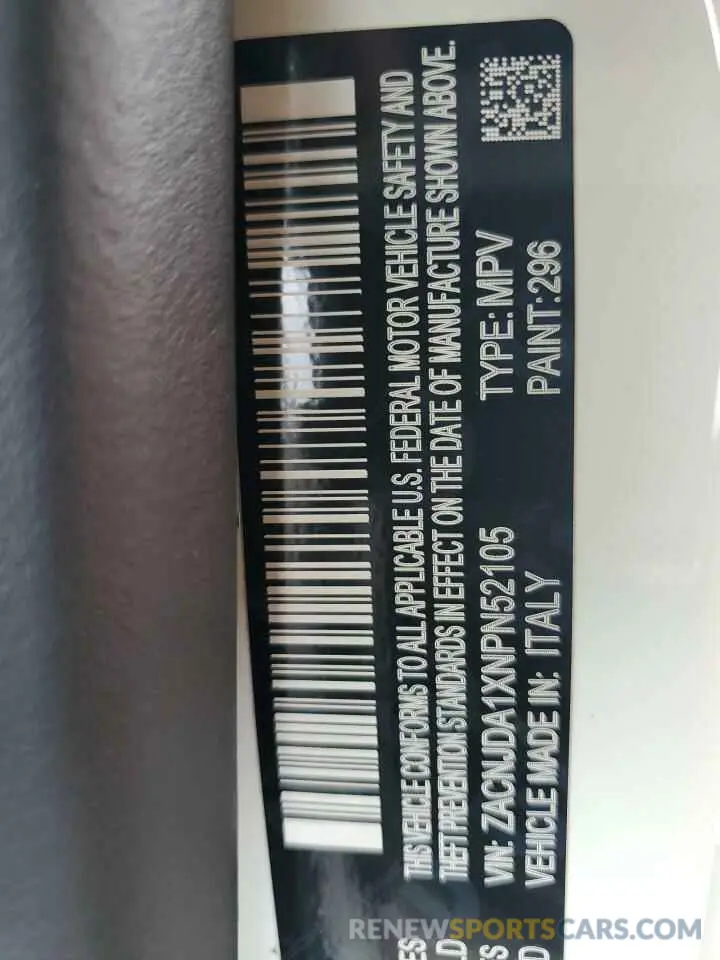 THIS VEHICLE CONFORMS TO ALL APPLICABLE U.S. FEDERAL MOTOR VEHICLE SAFETY AND
THEFT PREVENTION STANDARDS IN EFFECT ON THE DATE OF MANUFACTURE SHOWN ABOVE.
VIN: ZACNJDA1XNPN52105 TYPE: MPV
VEHICLE MADE IN: ITALY PAINT:296
RENEWSPORTSCARS.COM